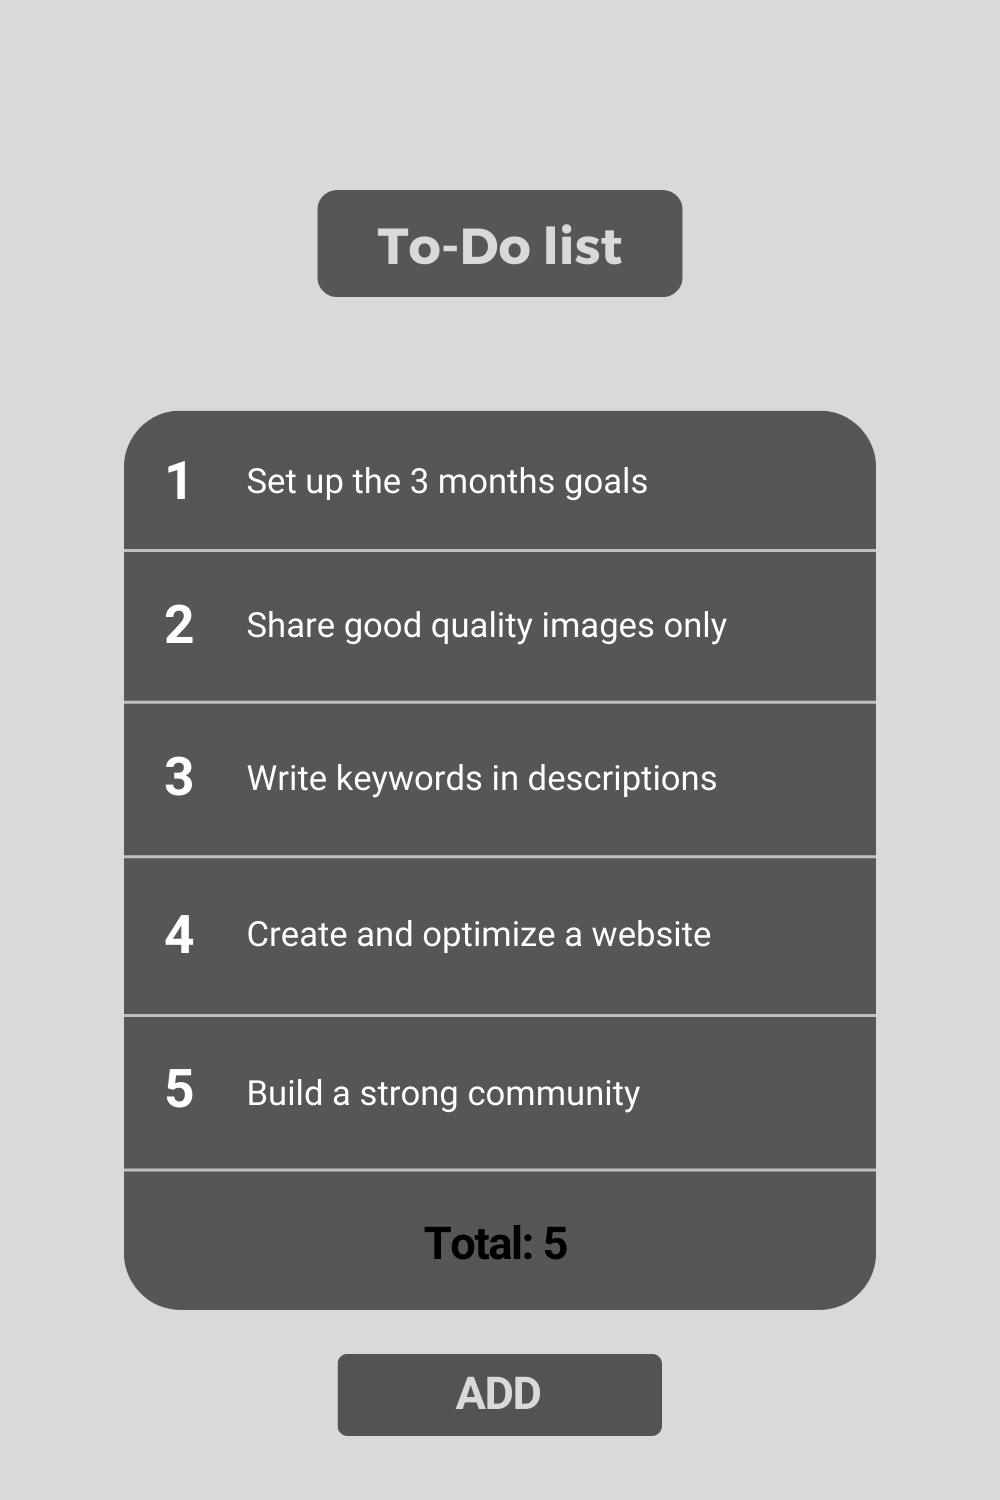 To-Do list
1 Set up the 3 months goals
2 Share good quality images only
3 Write keywords in descriptions
4 Create and optimize a website
5 Build a strong community
Total: 5
ADD